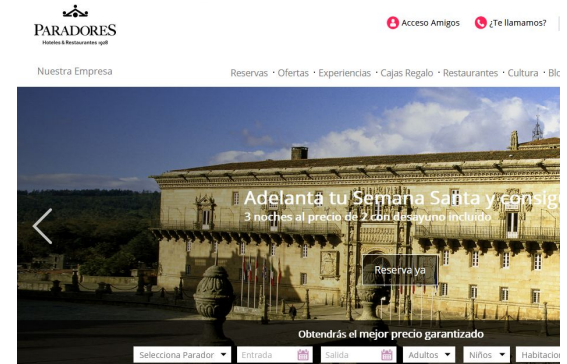 PARADORES
Hoteles & Restaurantes 1928
Acceso Amigos
¿Te llamamos?
Nuestra Empresa
Reservas · Ofertas · Experiencias · Cajas Regalo · Restaurantes · Cultura · Blo
Adelanta tu Semana Santa y consig
3 noches al precio de 2 con desayuno incluido
Reserva ya
Obtendrás el mejor precio garantizado
Selecciona Parador Entrada Salida Adultos Niños Habitacion